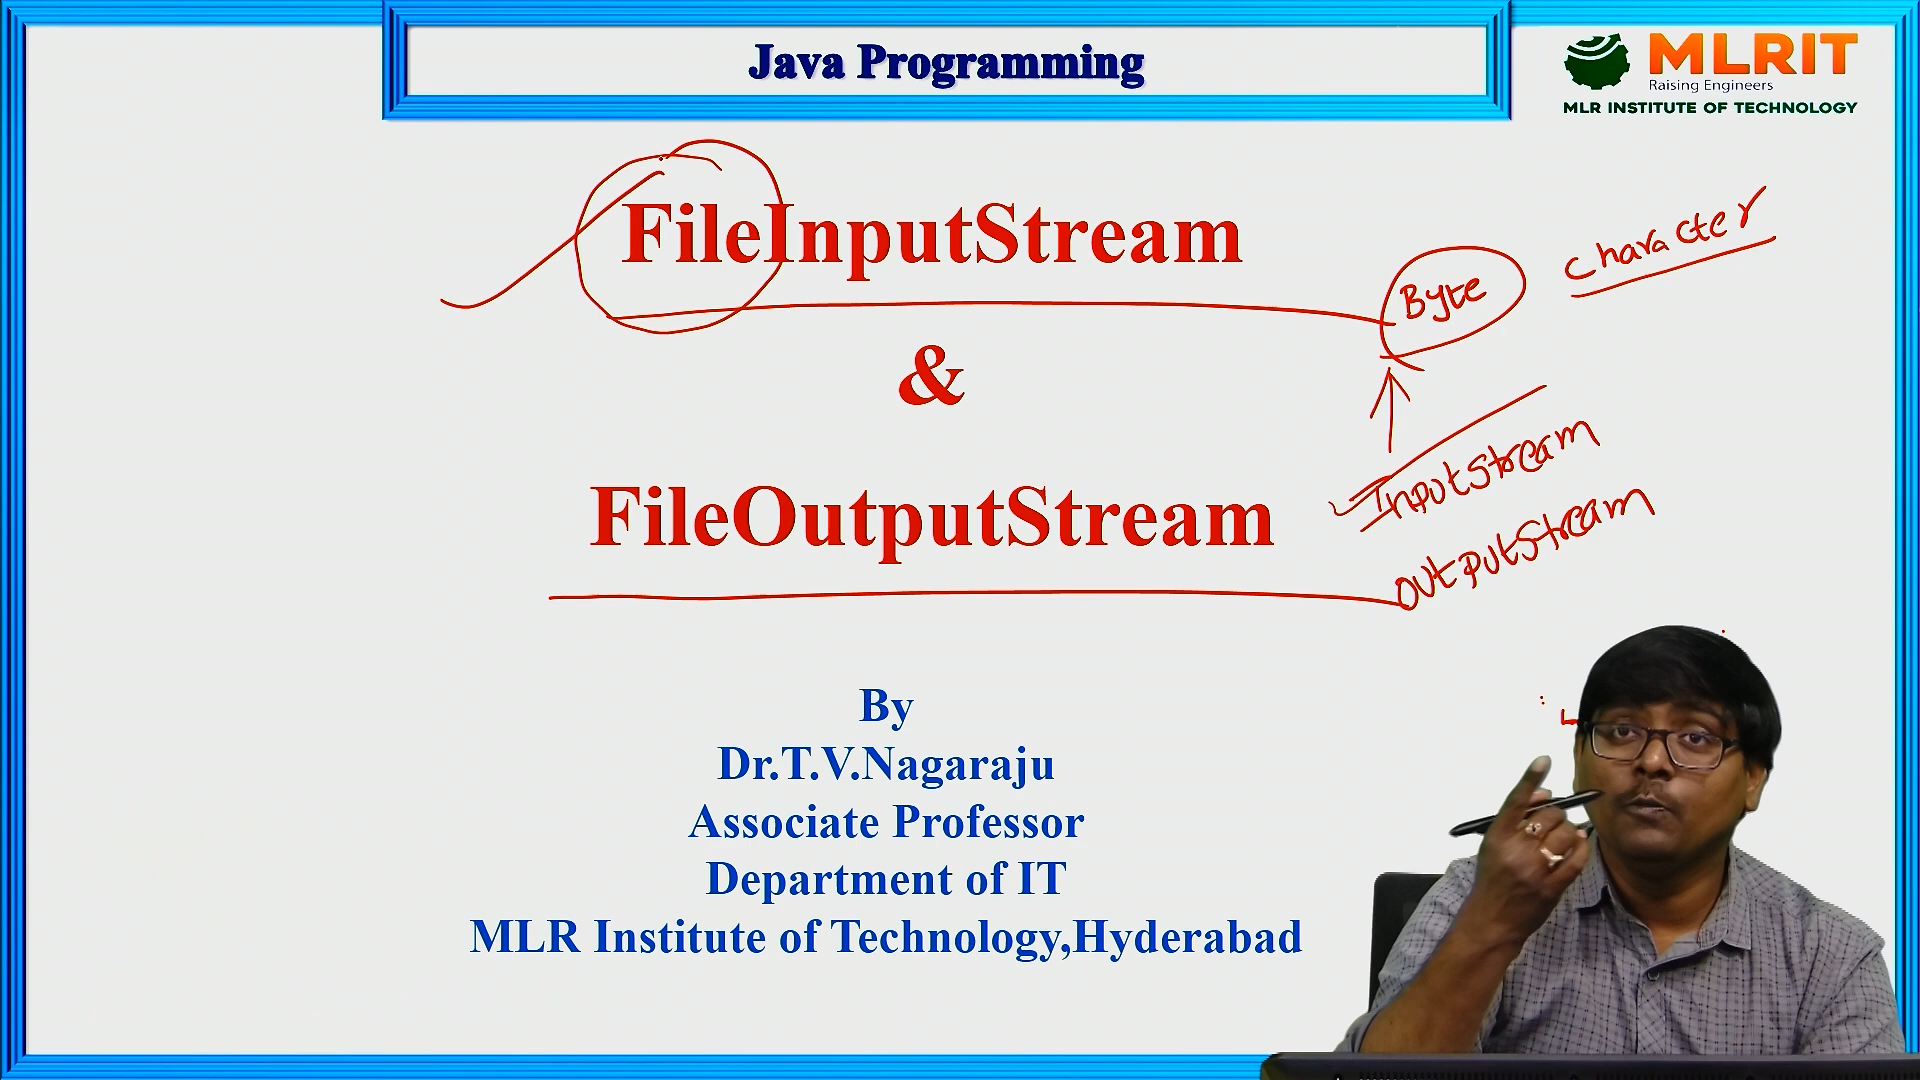 Java Programming
MLRIT
Raising Engineers
MLR INSTITUTE OF TECHNOLOGY
FileInputStream
Byte
character
&
Inputstream
FileOutputStream
outputstream
By
Dr.T.V.Nagaraju
Associate Professor
Department of IT
MLR Institute of Technology,Hyderabad